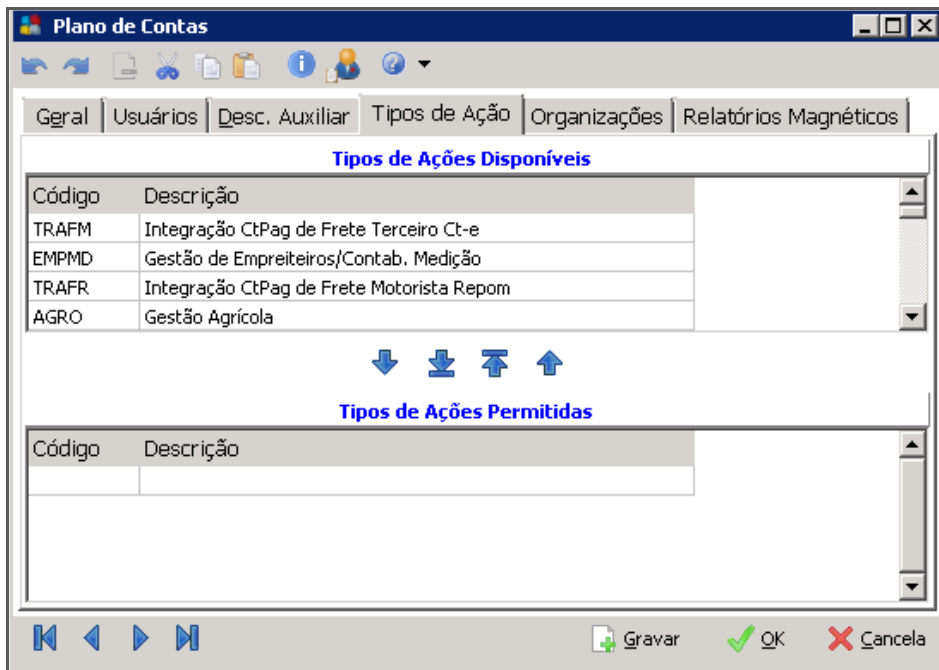 Plano de Contas
Geral Usuários Desc. Auxiliar Tipos de Ação Organizações Relatórios Magnéticos
Tipos de Ações Disponíveis
Código Descrição
TRAFM Integração CtPag de Frete Terceiro Ct-e
EMPMD Gestão de Empreiteiros/Contab. Medição
TRAFR Integração CtPag de Frete Motorista Repom
AGRO Gestão Agrícola
Tipos de Ações Permitidas
Código Descrição
Gravar OK Cancela